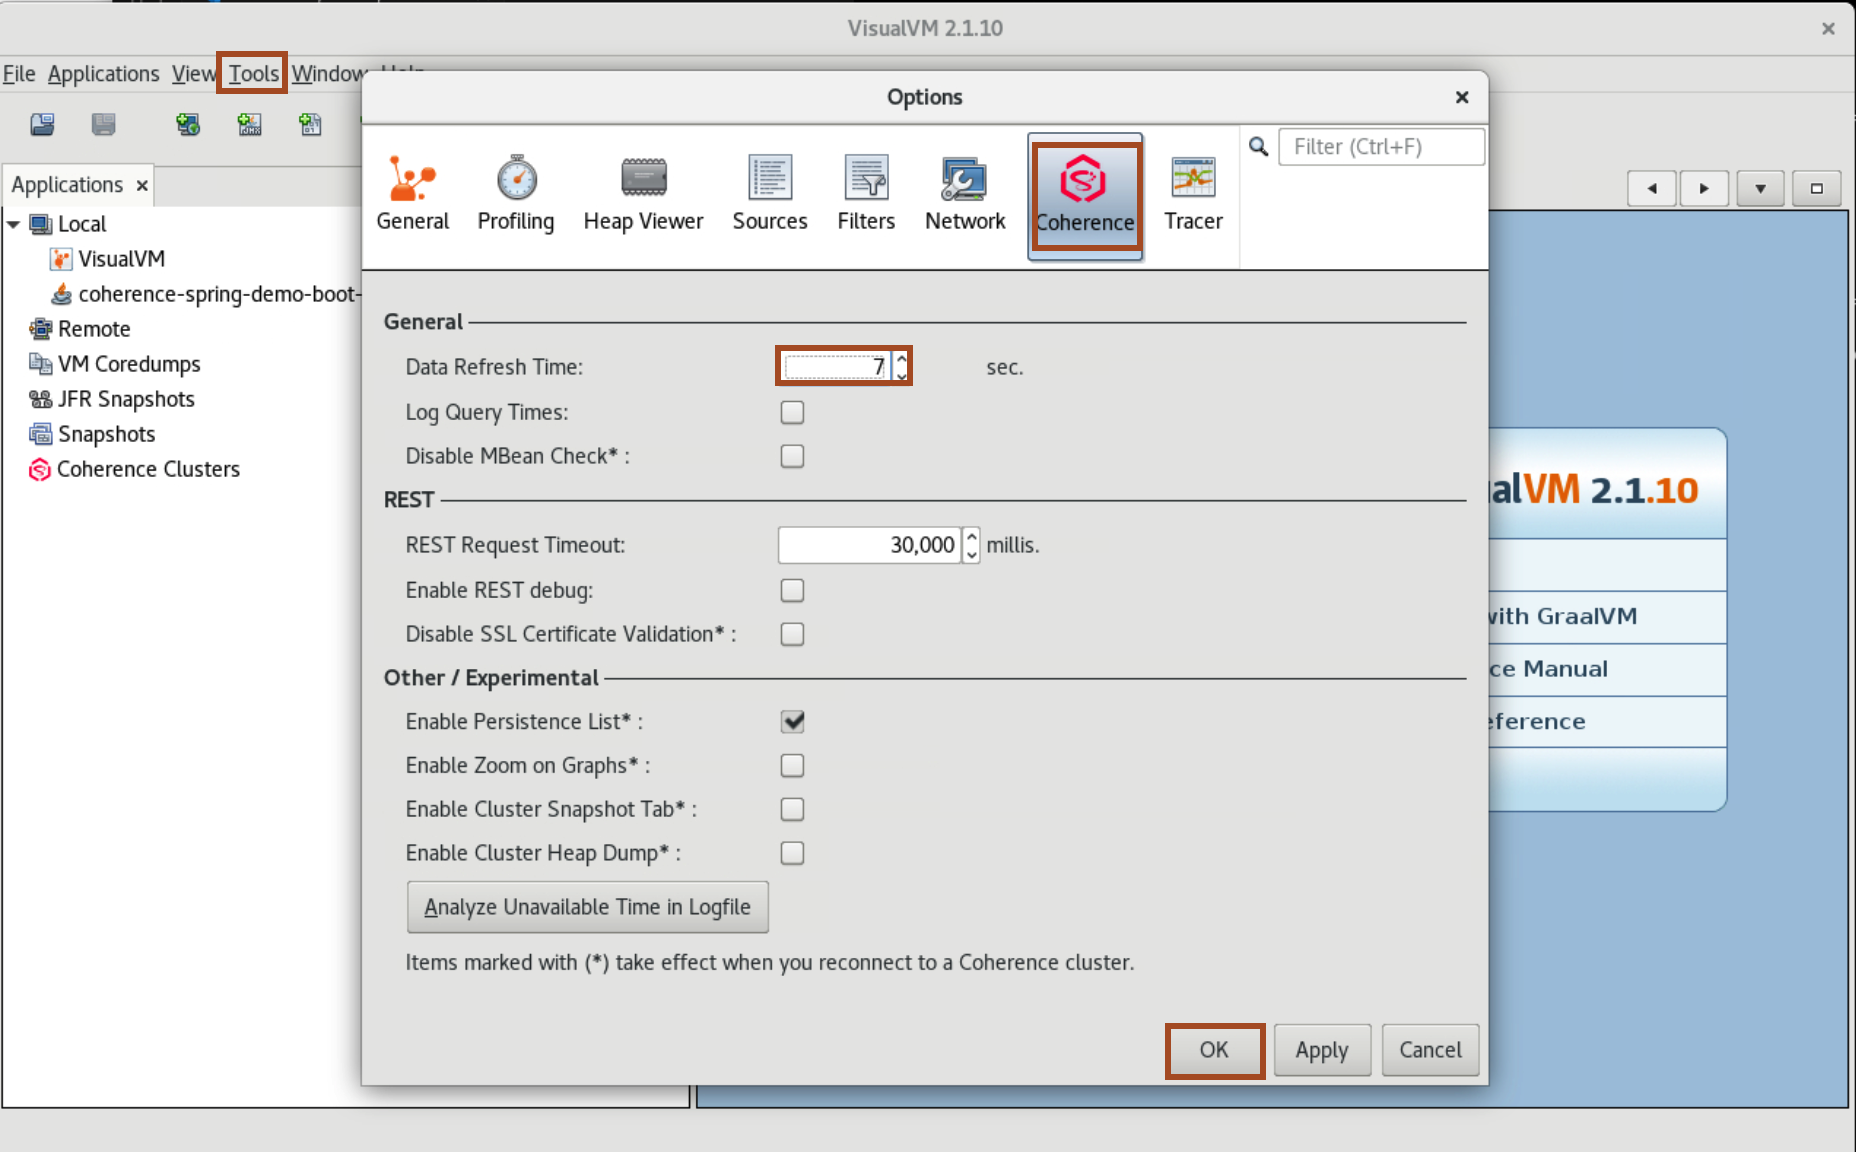 VisualVM 2.1.10
File Applications View Tools Window
Options
Filter (Ctrl+F)
General Profiling Heap Viewer Sources Filters Network Coherence Tracer
Applications
Local
VisualVM
coherence-spring-demo-boot-
Remote
VM Coredumps
JFR Snapshots
Snapshots
Coherence Clusters
General
Data Refresh Time: 7 sec.
Log Query Times:
Disable MBean Check* :
REST
REST Request Timeout: 30,000 millis.
Enable REST debug:
Disable SSL Certificate Validation* :
Other / Experimental
Enable Persistence List* :
Enable Zoom on Graphs* :
Enable Cluster Snapshot Tab* :
Enable Cluster Heap Dump* :
Analyze Unavailable Time in Logfile
Items marked with (*) take effect when you reconnect to a Coherence cluster.
OK Apply Cancel
alVM 2.1.10
with GraalVM
ce Manual
eference